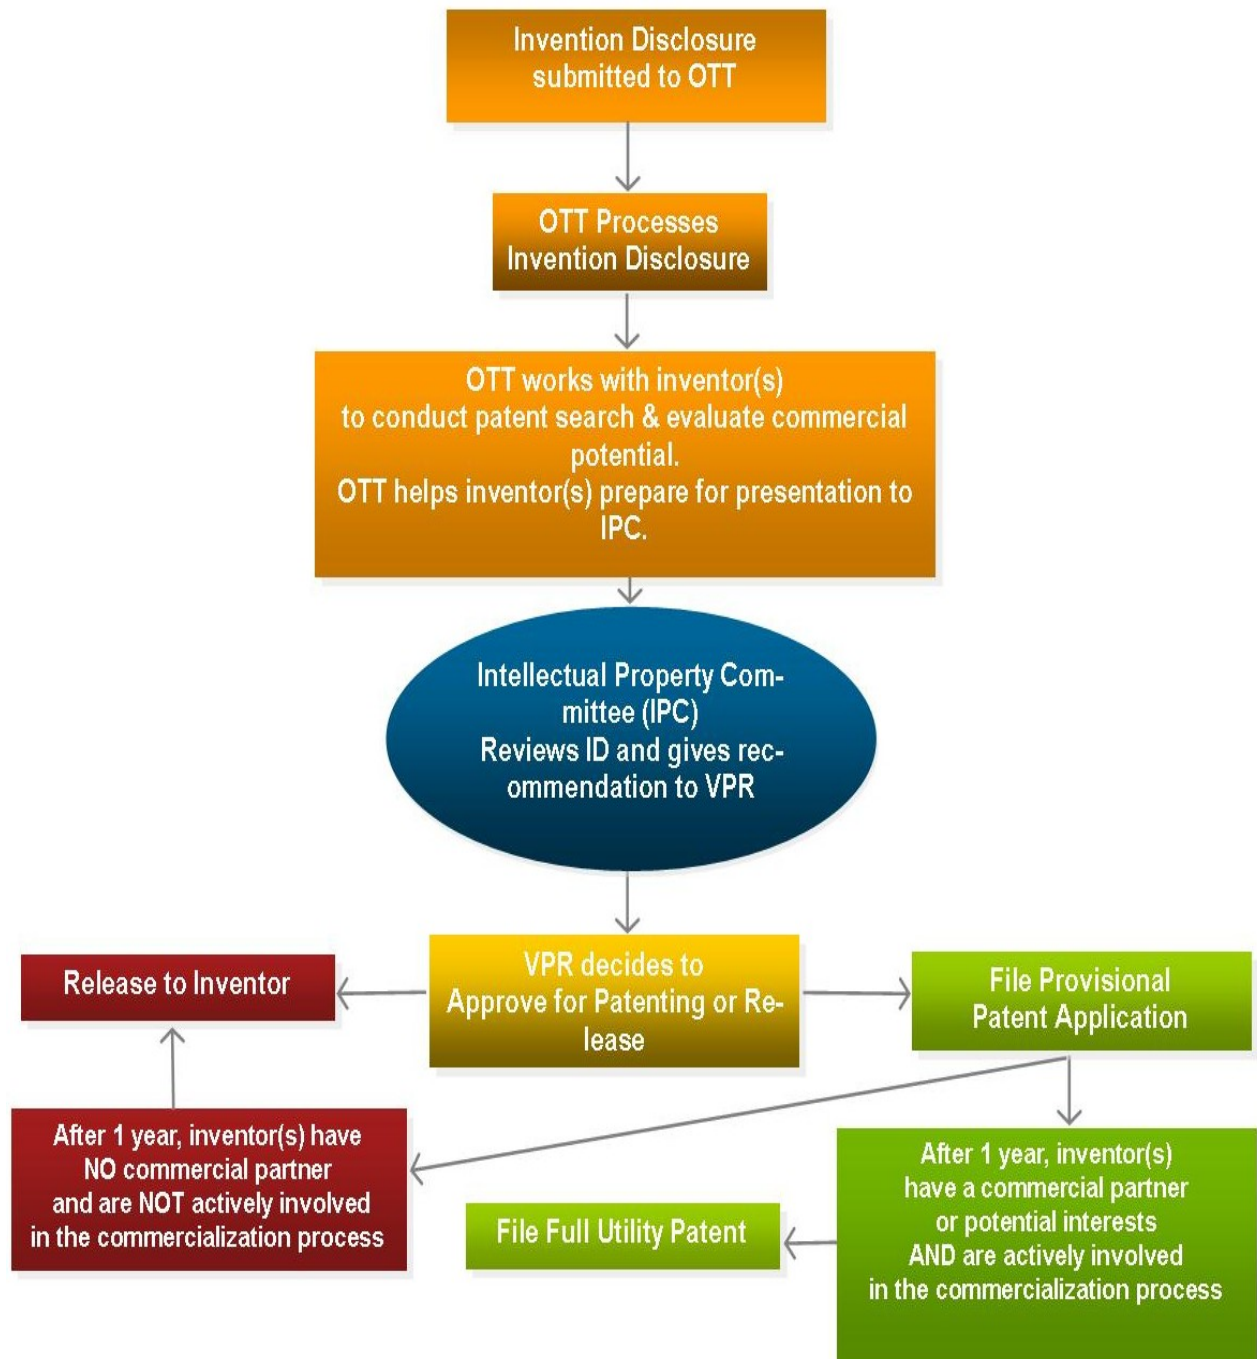 Invention Disclosure
submitted to OTT
OTT Processes
Invention Disclosure
OTT works with inventor(s)
to conduct patent search & evaluate commercial
potential.
OTT helps inventor(s) prepare for presentation to
IPC.
Intellectual Property Com-
mittee (IPC)
Reviews ID and gives rec-
ommendation to VPR
Release to Inventor
VPR decides to
Approve for Patenting or Re-
lease
File Provisional
Patent Application
After 1 year, inventor(s) have
NO commercial partner
and are NOT actively involved
in the commercialization process
File Full Utility Patent
After 1 year, inventor(s)
have a commercial partner
or potential interests
AND are actively involved
in the commercialization process